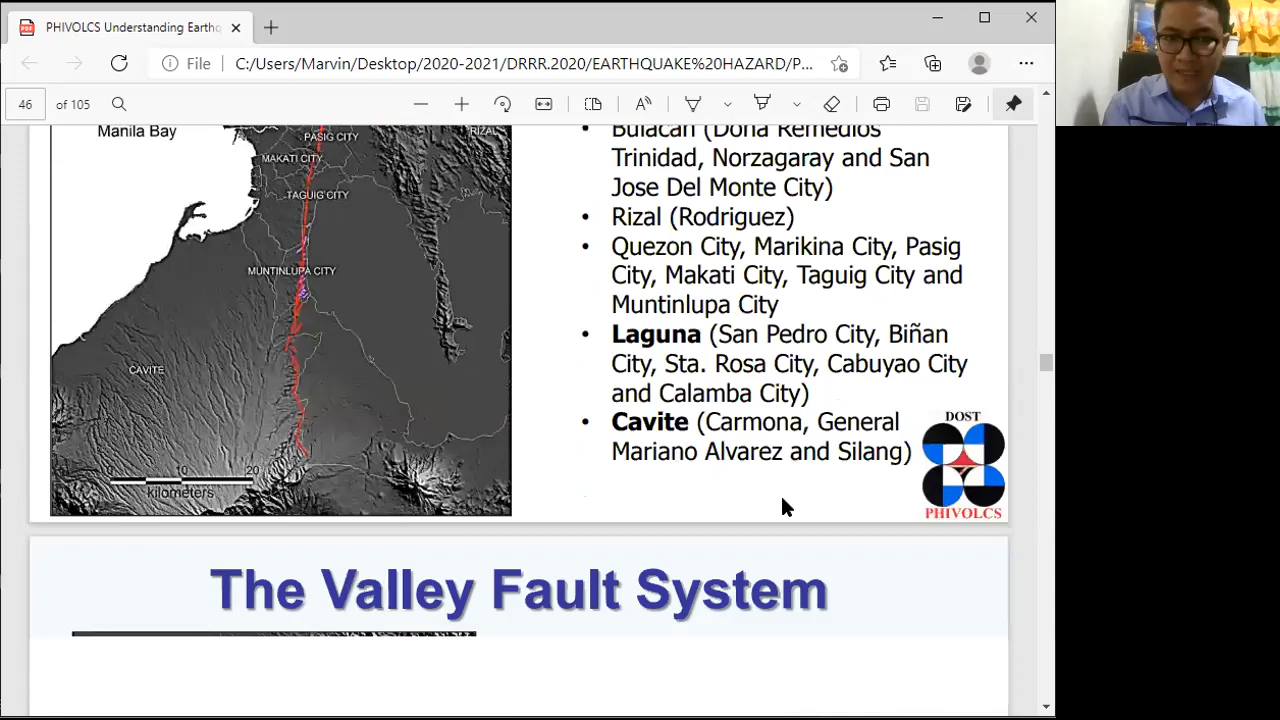 PHIVOLCS Understanding Earthq
File
C:/Users/Marvin/Desktop/2020-2021/DRRR.2020/EARTHQUAKE%20HAZARD/P...
46 of 105
Manila Bay
PASIG CITY
RIZAL
MAKATI CITY
TAGUIG CITY
MUNTINLUPA CITY
CAVITE
0 10 20
kilometers
• Bulacan (Doña Remedios
Trinidad, Norzagaray and San
Jose Del Monte City)
• Rizal (Rodriguez)
• Quezon City, Marikina City, Pasig
City, Makati City, Taguig City and
Muntinlupa City
• Laguna (San Pedro City, Biñan
City, Sta. Rosa City, Cabuyao City
and Calamba City)
• Cavite (Carmona, General
Mariano Alvarez and Silang)
DOST
PHIVOLCS
The Valley Fault System